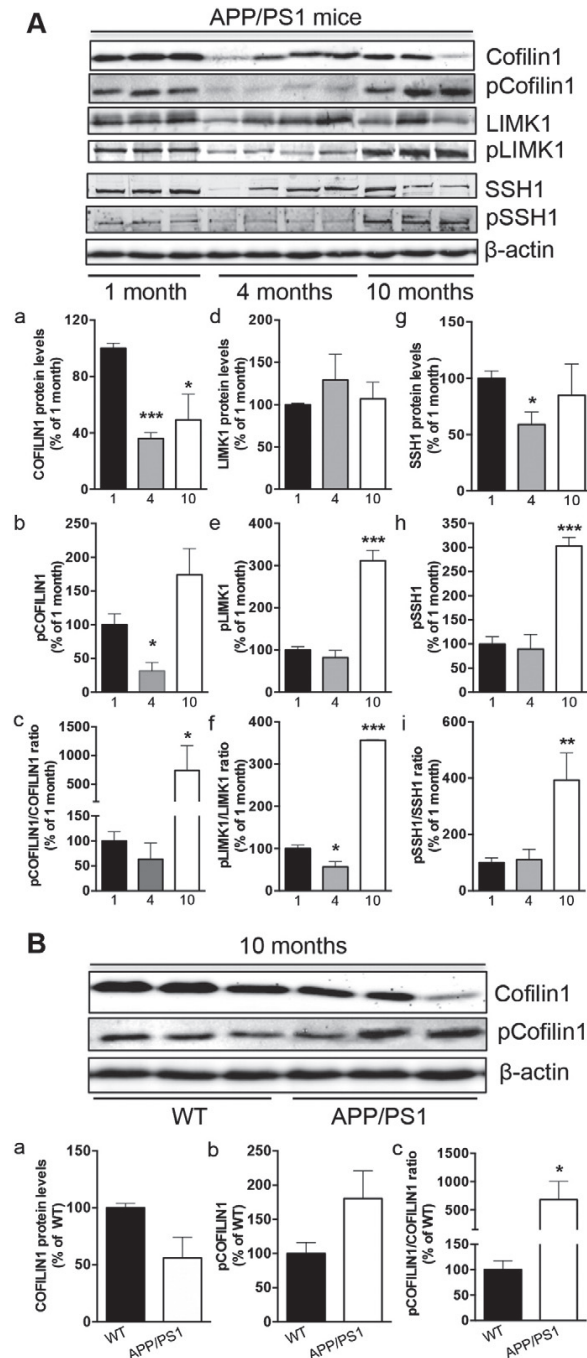 A
APP/PS1 mice
Cofilin1
pCofilin1
LIMK1
pLIMK1
SSH1
pSSH1
β-actin
1 month 4 months 10 months
a
COFILIN1 protein levels
(% of 1 month)
120
80
40
0
***
*
1 4 10
d
LIMK1 protein levels
(% of 1 month)
200
150
100
50
0
1 4 10
g
SSH1 protein levels
(% of 1 month)
150
100
50
0
*
1 4 10
b
pCOFILIN1
(% of 1 month)
250
200
150
100
50
0
*
1 4 10
e
pLIMK1
(% of 1 month)
400
300
200
100
0
***
1 4 10
h
pSSH1
(% of 1 month)
350
300
250
200
150
100
50
0
***
1 4 10
c
pCOFILIN1/COFILIN1 ratio
(% of 1 month)
1500
1000
500
150
100
50
0
*
1 4 10
f
pLIMK1/LIMK1 ratio
(% of 1 month)
400
300
200
100
0
*
***
1 4 10
i
pSSH1/SSH1 ratio
(% of 1 month)
600
400
200
0
**
1 4 10
B
10 months
Cofilin1
pCofilin1
β-actin
WT APP/PS1
a
COFILIN1 protein levels
(% of WT)
150
100
50
0
WT APP/PS1
b
pCOFILIN1
(% of WT)
250
200
150
100
50
0
WT APP/PS1
c
pCOFILIN1/COFILIN1 ratio
(% of WT)
1500
1000
500
150
100
50
0
*
WT APP/PS1